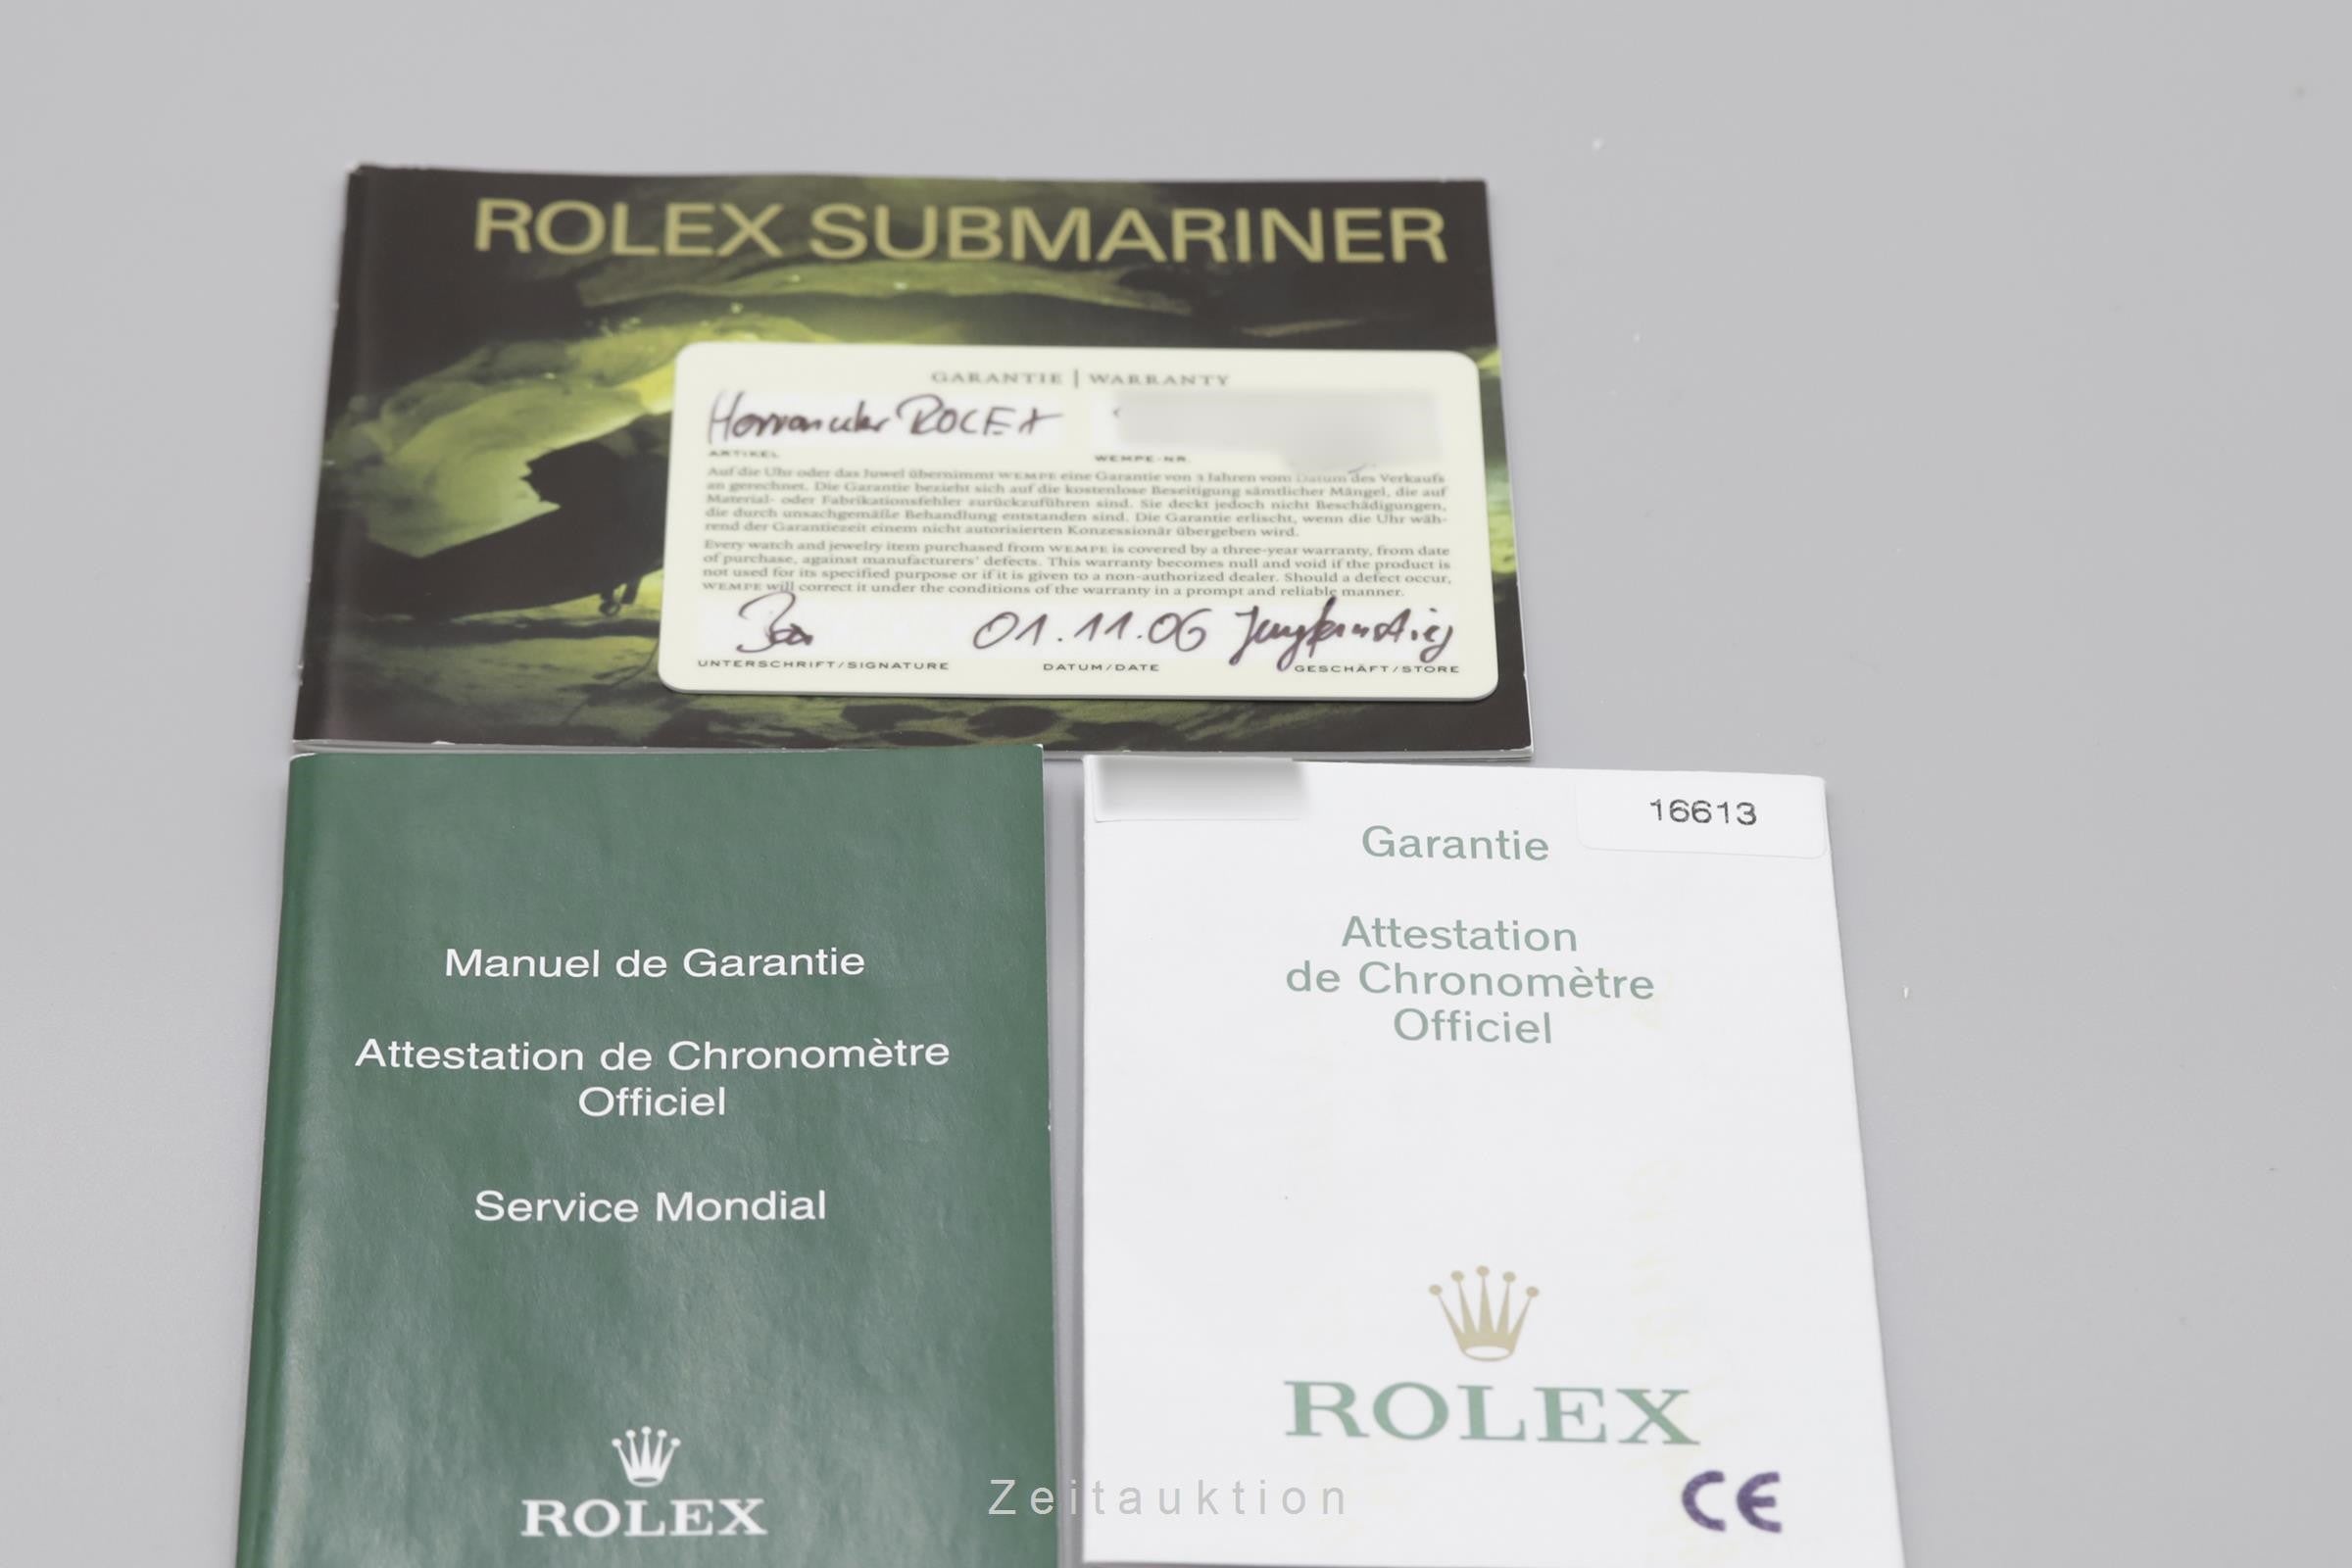 ROLEX SUBMARINER
GARANTIE | WARRANTY
Herrenuhr ROLEX
ARTIKEL
WEMPE-NR.
Auf die Uhr oder das Juwel übernimmt WEMPE eine Garantie von 3 Jahren vom Datum des Verkaufs
an gerechnet. Die Garantie bezieht sich auf die kostenlose Beseitigung sämtlicher Mängel, die auf
Material- oder Fabrikationsfehler zurückzuführen sind. Sie deckt jedoch nicht Beschädigungen,
die durch unsachgemäße Behandlung entstanden sind. Die Garantie erlischt, wenn die Uhr wäh-
rend der Garantiezeit einem nicht autorisierten Konzessionär übergeben wird.
Every watch and jewelry item purchased from WEMPE is covered by a three-year warranty, from date
of purchase, against manufacturers' defects. This warranty becomes null and void if the product is
not used for its specified purpose or if it is given to a non-authorized dealer. Should a defect occur,
WEMPE will correct it under the conditions of the warranty in a prompt and reliable manner.
01.11.06 Jungfernstieg
UNTERSCHRIFT/SIGNATURE
DATUM/DATE
GESCHÄFT/STORE
Manuel de Garantie
Attestation de Chronomètre
Officiel
Service Mondial
ROLEX
16613
Garantie
Attestation
de Chronomètre
Officiel
ROLEX
CE
Zeitauktion